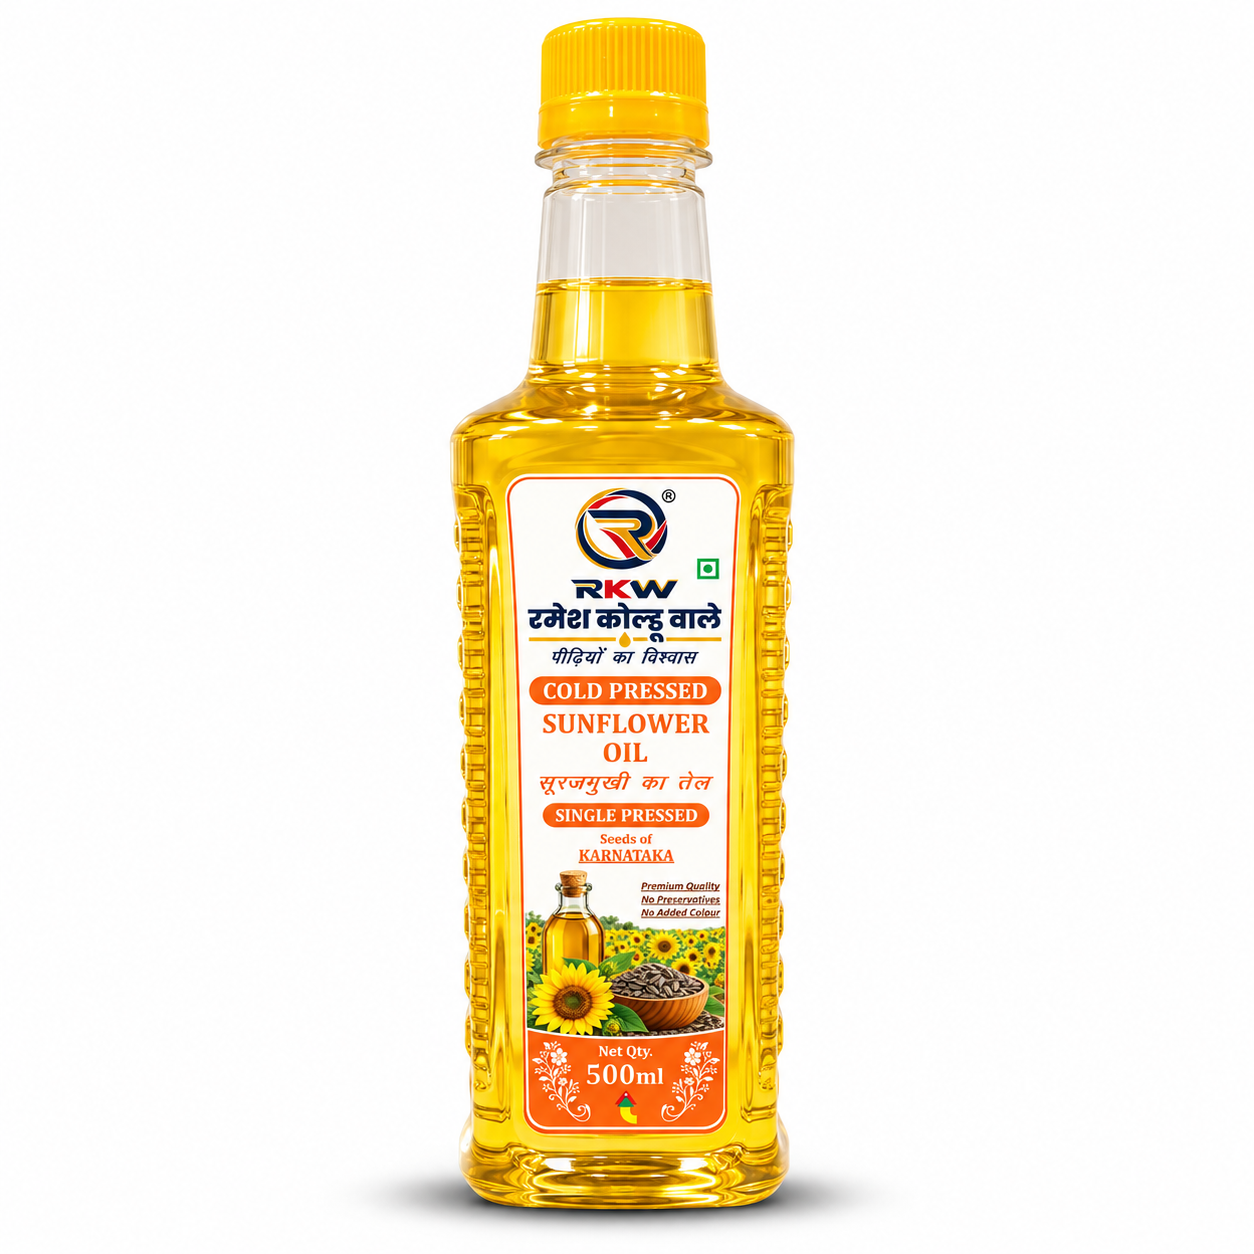 ®
RKW
रमेश कोल्हू वाले
पीढ़ियों का विश्वास
COLD PRESSED
SUNFLOWER
OIL
सूरजमुखी का तेल
SINGLE PRESSED
Seeds of
KARNATAKA
Premium Quality
No Preservatives
No Added Colour
Net Qty.
500ml